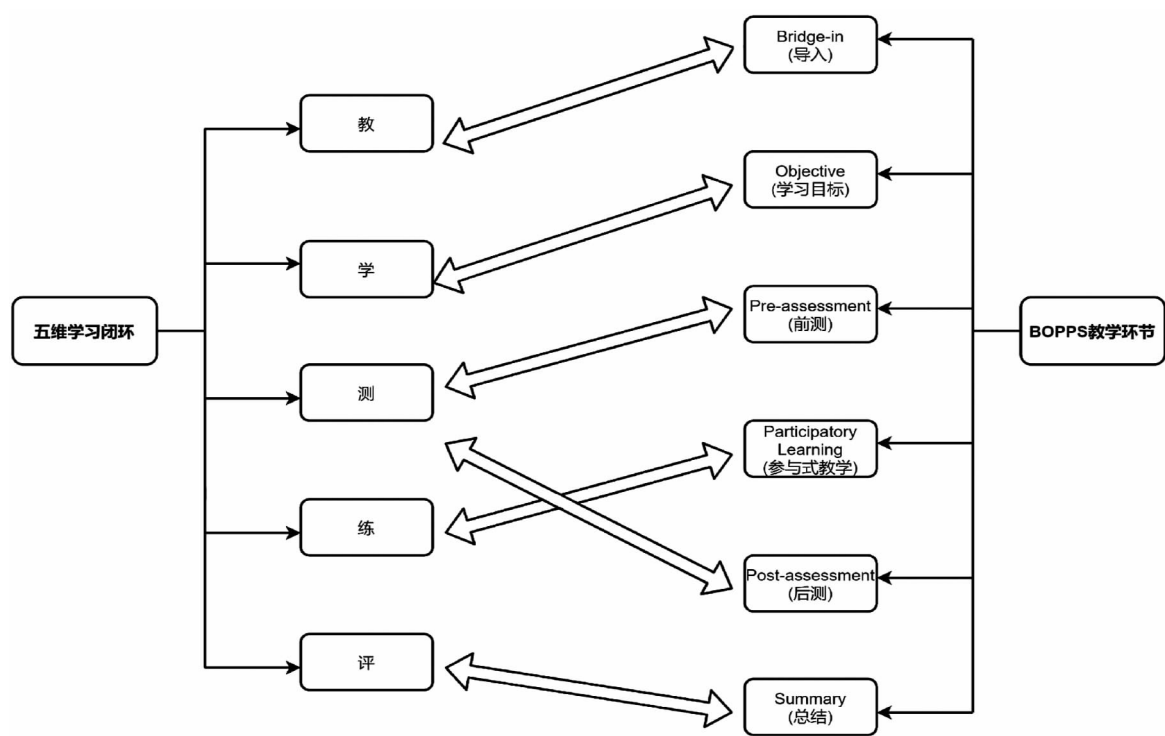 五维学习闭环
教
学
测
练
评
Bridge-in
(导入)
Objective
(学习目标)
Pre-assessment
(前测)
Participatory
Learning
(参与式教学)
Post-assessment
(后测)
Summary
(总结)
BOPPS教学环节